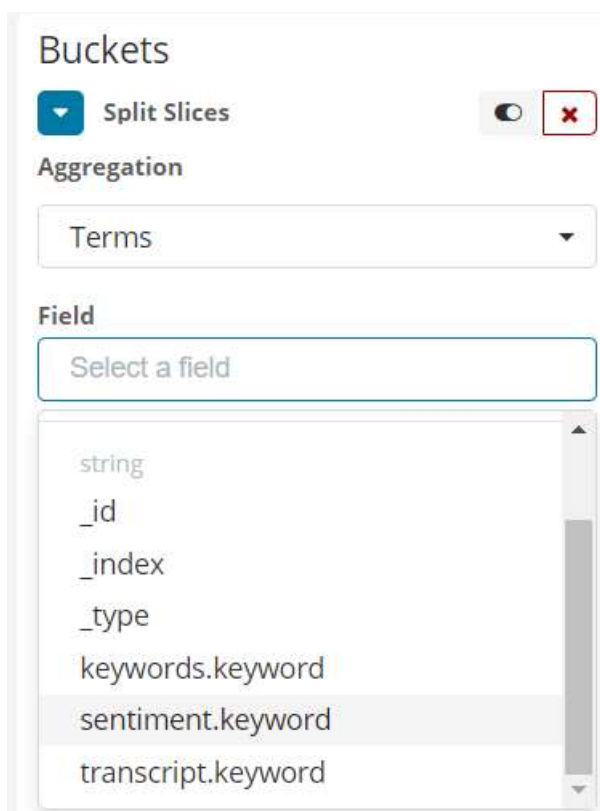 Buckets
Split Slices
Aggregation
Terms
Field
Select a field
string
_id
_index
_type
keywords.keyword
sentiment.keyword
transcript.keyword